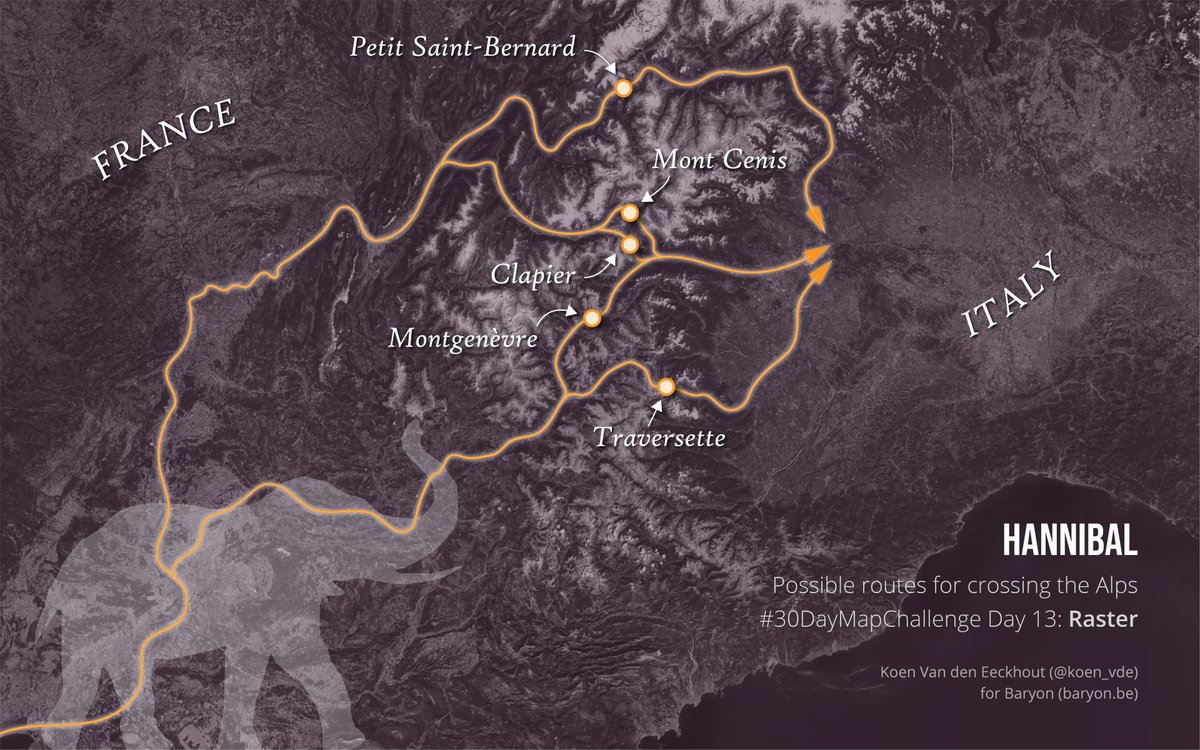 Petit Saint-Bernard
FRANCE
Mont Cenis
Clapier
ITALY
Montgenèvre
Traversette
HANNIBAL
Possible routes for crossing the Alps
#30DayMapChallenge Day 13: Raster
Koen Van den Eeckhout (@koen_vde)
for Baryon (baryon.be)